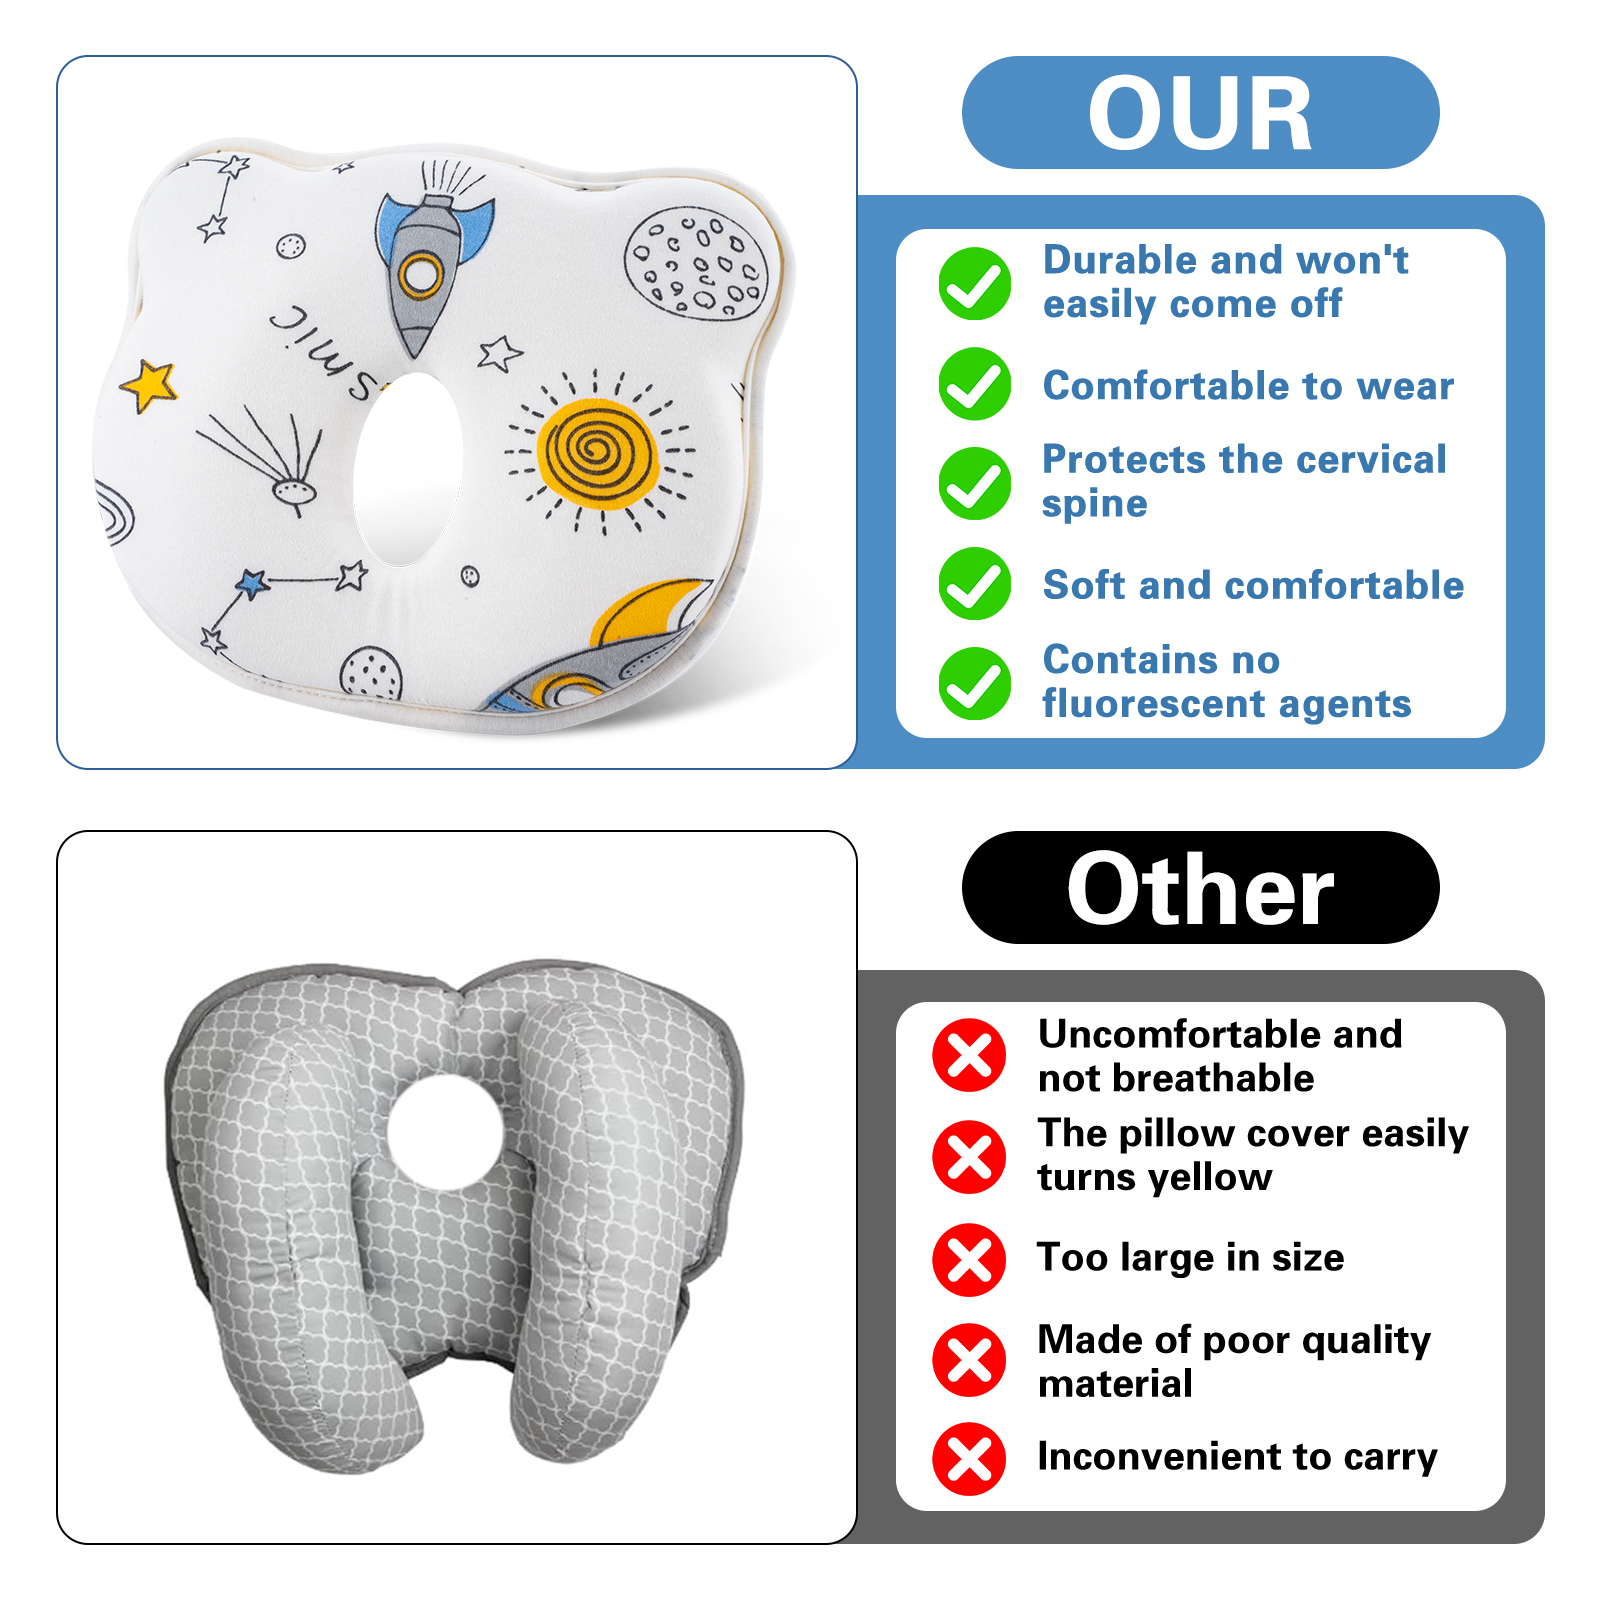 OUR
smic
Durable and won't
easily come off
Comfortable to wear
Protects the cervical
spine
Soft and comfortable
Contains no
fluorescent agents
Other
Uncomfortable and
not breathable
The pillow cover easily
turns yellow
Too large in size
Made of poor quality
material
Inconvenient to carry